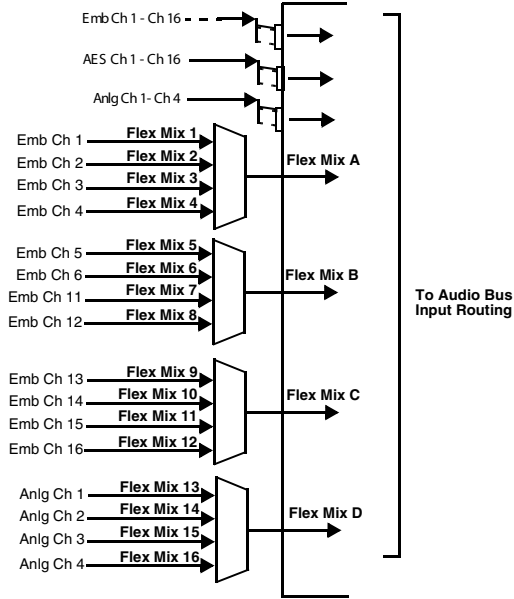 Emb Ch 1 - Ch 16
AES Ch 1 - Ch 16
Anlg Ch 1- Ch 4
Emb Ch 1 Flex Mix 1
Emb Ch 2 Flex Mix 2
Emb Ch 3 Flex Mix 3
Emb Ch 4 Flex Mix 4
Flex Mix A
Emb Ch 5 Flex Mix 5
Emb Ch 6 Flex Mix 6
Emb Ch 11 Flex Mix 7
Emb Ch 12 Flex Mix 8
Flex Mix B
To Audio Bus
Input Routing
Emb Ch 13 Flex Mix 9
Emb Ch 14 Flex Mix 10
Emb Ch 15 Flex Mix 11
Emb Ch 16 Flex Mix 12
Flex Mix C
Anlg Ch 1 Flex Mix 13
Anlg Ch 2 Flex Mix 14
Anlg Ch 3 Flex Mix 15
Anlg Ch 4 Flex Mix 16
Flex Mix D